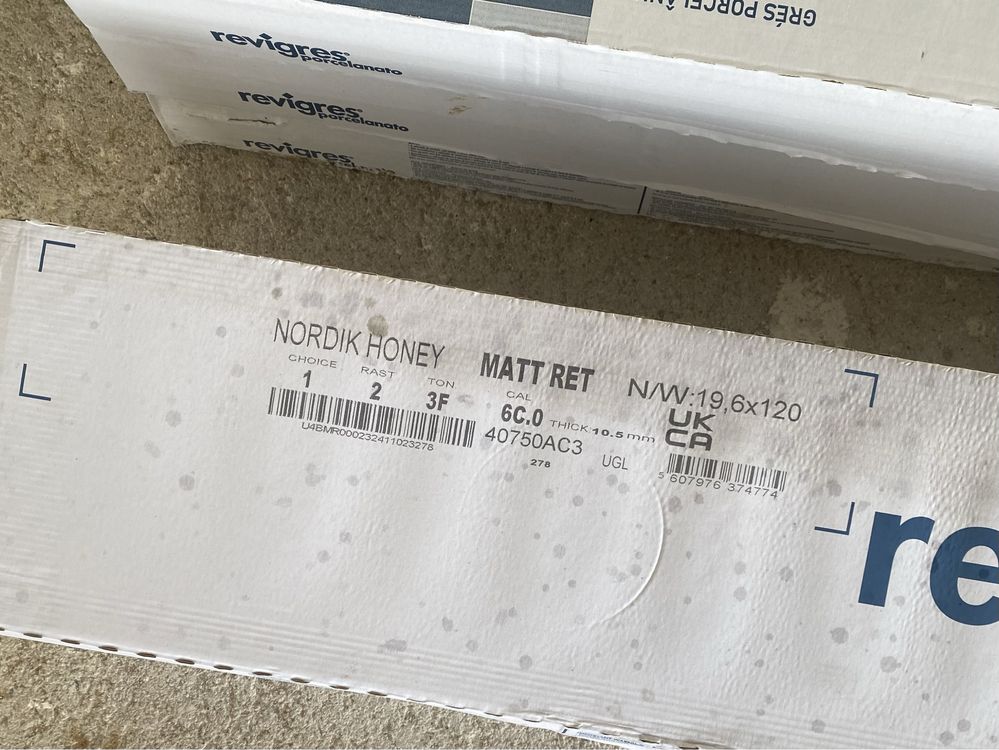 GRÉS PORCELÂNI
revigres
porcelanato
revigres
porcelanato
revigres
NORDIK HONEY MATT RET N/W:19,6x120
CHOICE RAST TON CAL
1 2 3F 6C.0 THICK 10.5 mm
UK
CA
U4BMR000232411023278
40750AC3
278
UGL
5 607976 374774
re